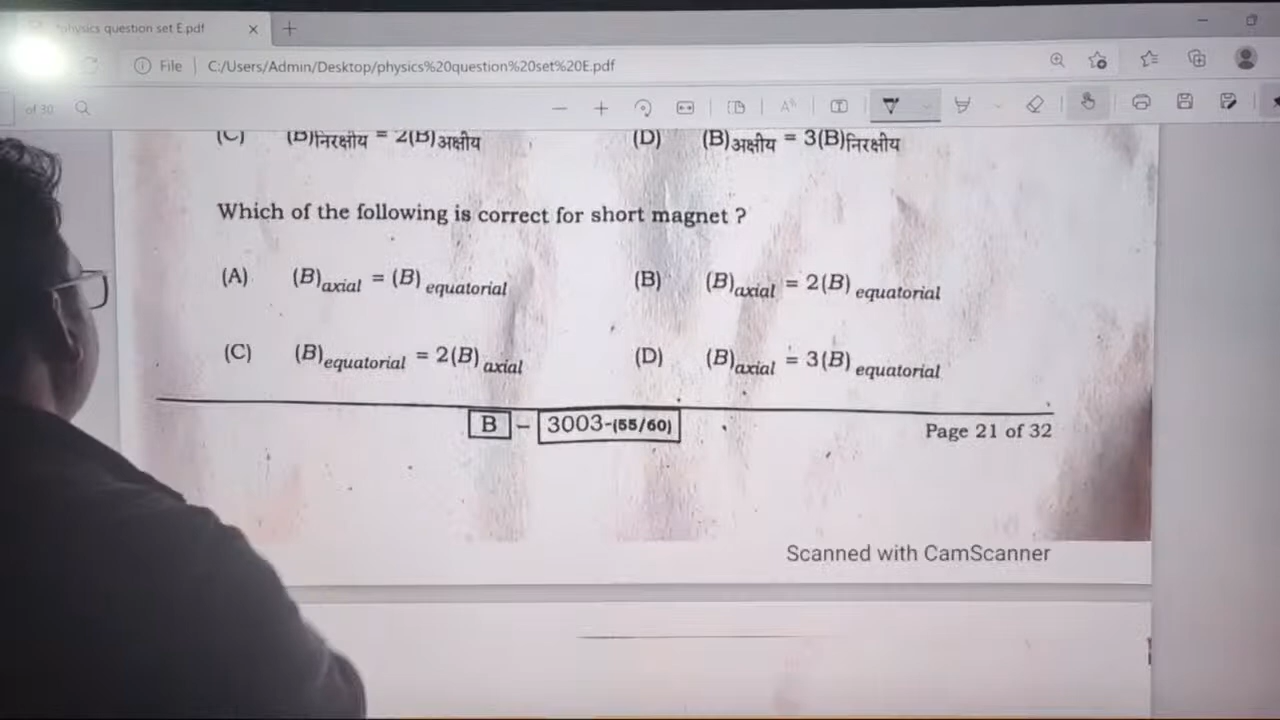 physics question set E.pdf
File C:/Users/Admin/Desktop/physics%20question%20set%20E.pdf
of 30
(C) (B)निरक्षीय = 2(B)अक्षीय (D) (B)अक्षीय = 3(B)निरक्षीय
Which of the following is correct for short magnet ?
(A) (B)axial = (B) equatorial (B) (B)axial = 2(B) equatorial
(C) (B)equatorial = 2(B) axial (D) (B)axial = 3(B) equatorial
B - 3003-(55/60) Page 21 of 32
Scanned with CamScanner